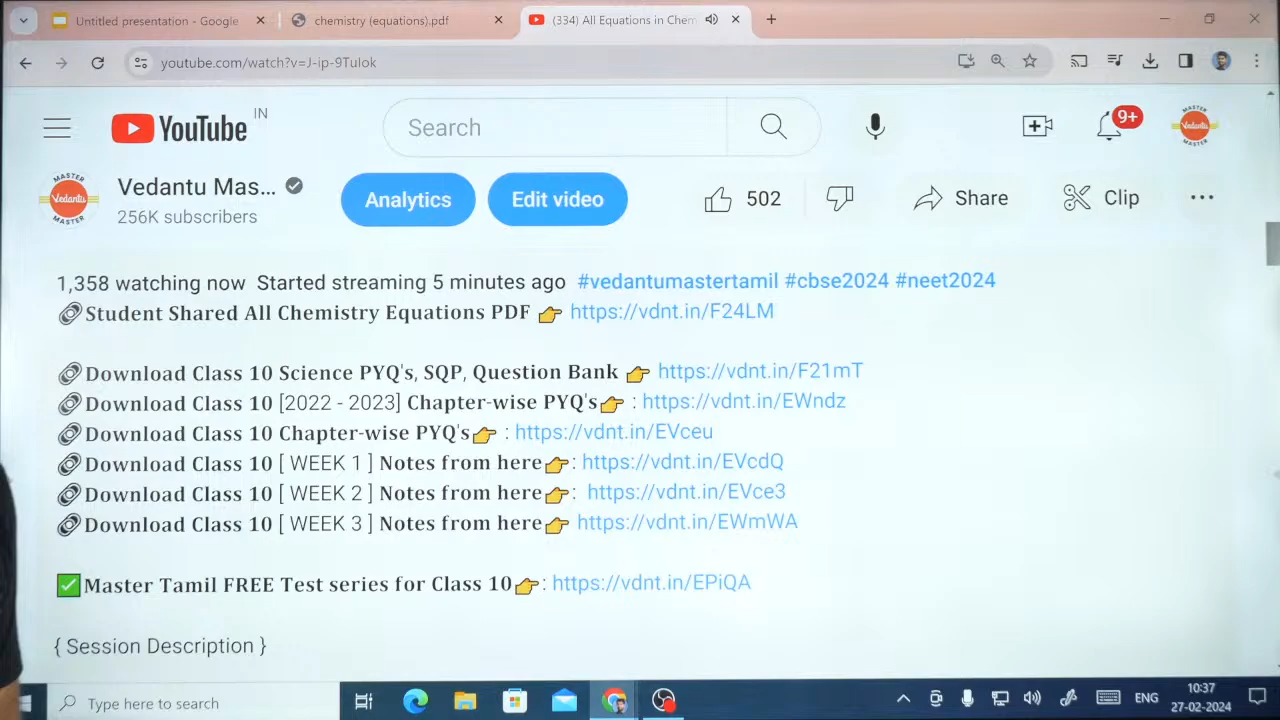 Untitled presentation - Google
chemistry (equations).pdf
(334) All Equations in Chem
youtube.com/watch?v=J-ip-9TuIok
YouTube IN
Search
9+
MASTER Vedantu MASTER
MASTER Vedantu MASTER
Vedantu Mas...
256K subscribers
Analytics
Edit video
502
Share
Clip
1,358 watching now Started streaming 5 minutes ago #vedantumastertamil #cbse2024 #neet2024
Student Shared All Chemistry Equations PDF 👉 https://vdnt.in/F24LM
Download Class 10 Science PYQ's, SQP, Question Bank 👉 https://vdnt.in/F21mT
Download Class 10 [2022 - 2023] Chapter-wise PYQ's👉 : https://vdnt.in/EWndz
Download Class 10 Chapter-wise PYQ's👉 : https://vdnt.in/EVceu
Download Class 10 [ WEEK 1 ] Notes from here👉: https://vdnt.in/EVcdQ
Download Class 10 [ WEEK 2 ] Notes from here👉: https://vdnt.in/EVce3
Download Class 10 [ WEEK 3 ] Notes from here👉 https://vdnt.in/EWmWA
✅Master Tamil FREE Test series for Class 10👉: https://vdnt.in/EPiQA
{ Session Description }
Type here to search
ENG
10:37
27-02-2024